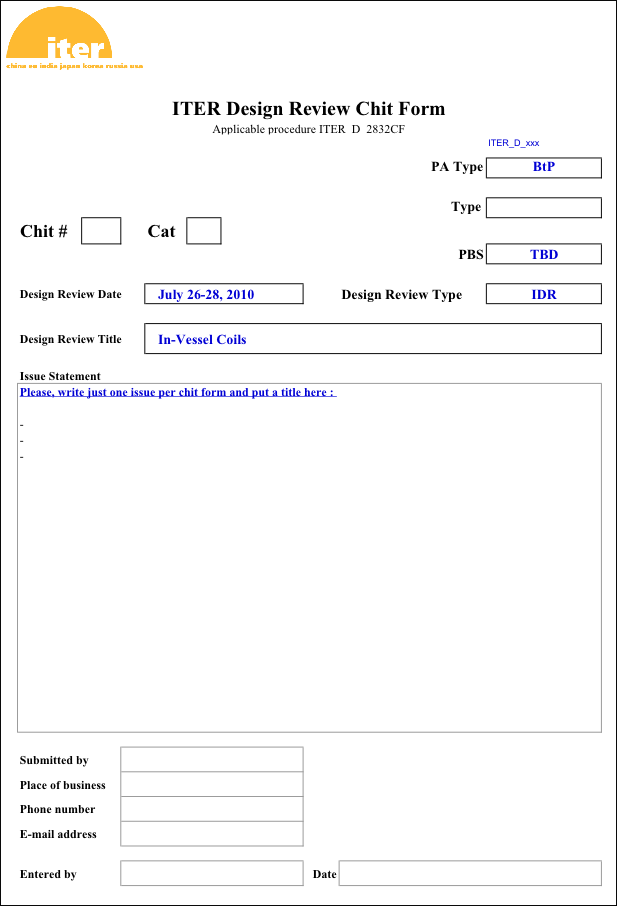 iter
china eu india japan korea russia usa
ITER Design Review Chit Form
Applicable procedure ITER_D_2832CF
ITER_D_xxx
PA Type BtP
Type
Chit # Cat
PBS TBD
Design Review Date July 26-28, 2010 Design Review Type IDR
Design Review Title In-Vessel Coils
Issue Statement
Please, write just one issue per chit form and put a title here :
-
-
-
Submitted by
Place of business
Phone number
E-mail address
Entered by Date